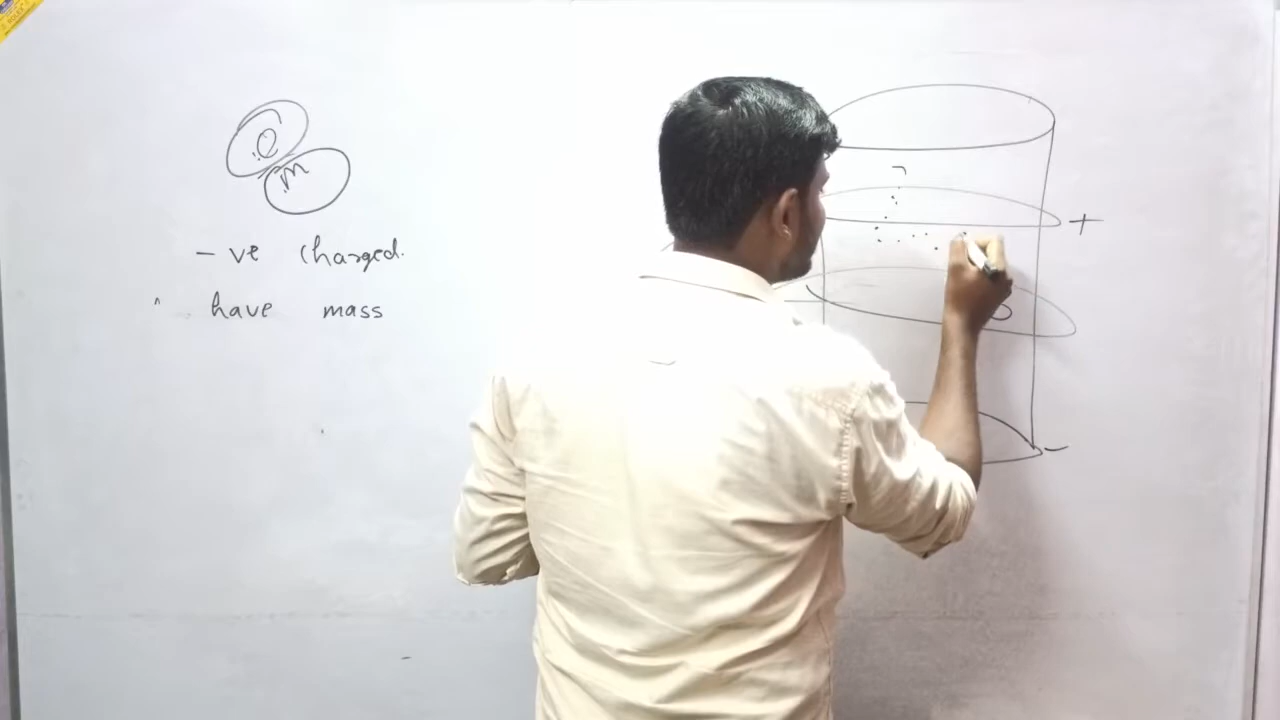 e
m
- ve charged.
have mass
+
-